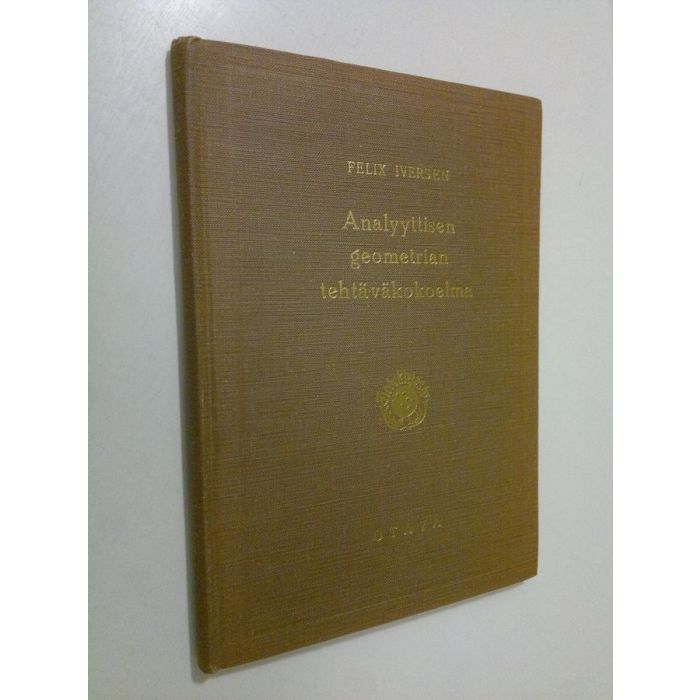 FELIX IVERSEN
Analyyttisen
geometrian
tehtäväkokoelma
OTAVA